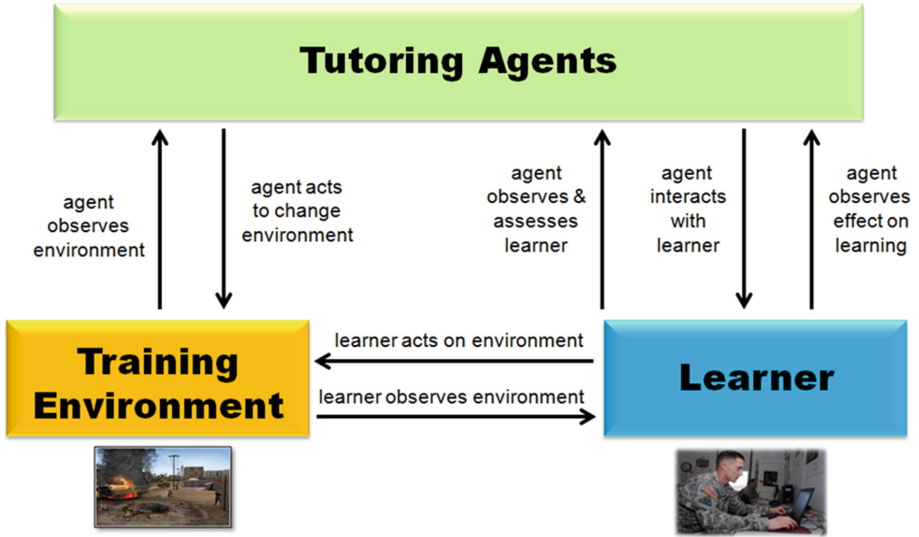 Tutoring Agents
agent
observes
environment
agent acts
to change
environment
agent
observes &
assesses
learner
agent
interacts
with
learner
agent
observes
effect on
learning
learner acts on environment
learner observes environment
Training
Environment
Learner